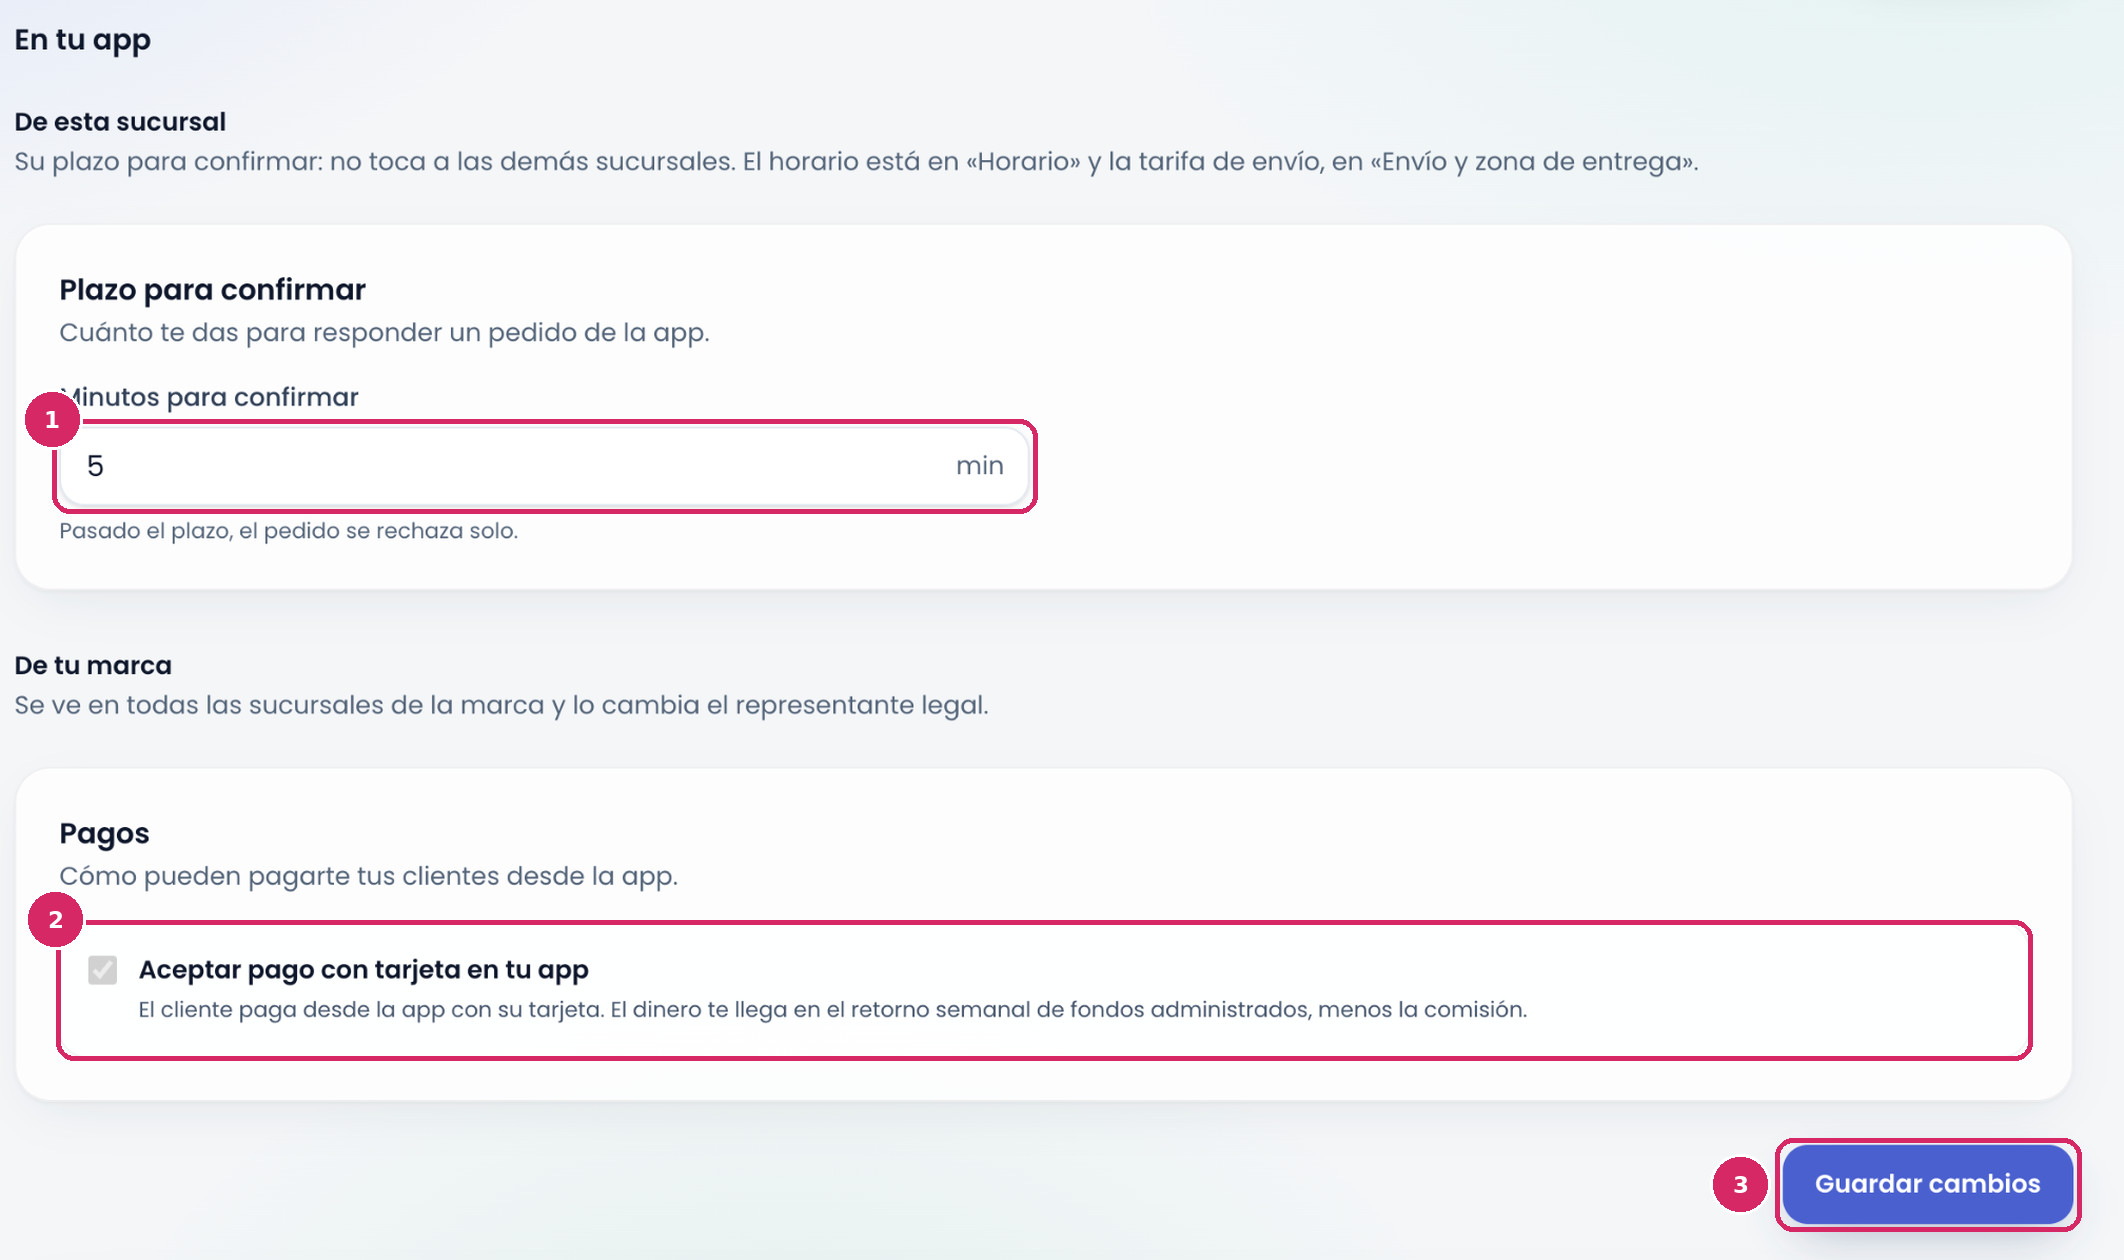 En tu app
De esta sucursal
Su plazo para confirmar: no toca a las demás sucursales. El horario está en «Horario» y la tarifa de envío, en «Envío y zona de entrega».
Plazo para confirmar
Cuánto te das para responder un pedido de la app.
Minutos para confirmar
1
5 min
Pasado el plazo, el pedido se rechaza solo.
De tu marca
Se ve en todas las sucursales de la marca y lo cambia el representante legal.
Pagos
Cómo pueden pagarte tus clientes desde la app.
2
Aceptar pago con tarjeta en tu app
El cliente paga desde la app con su tarjeta. El dinero te llega en el retorno semanal de fondos administrados, menos la comisión.
3 Guardar cambios